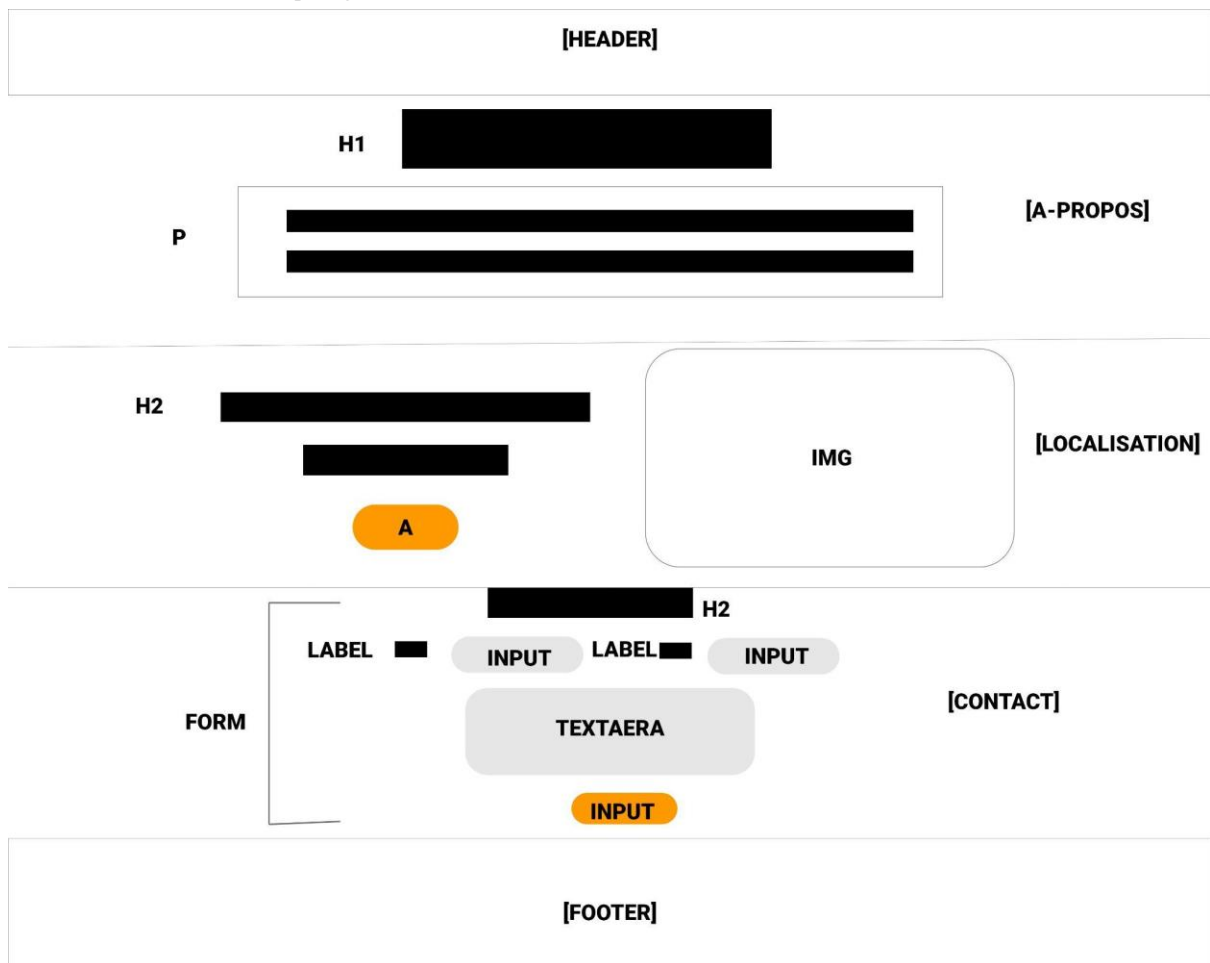 [HEADER]
H1
P
[A-PROPOS]
H2
IMG
[LOCALISATION]
A
H2
LABEL
INPUT
LABEL
INPUT
FORM
TEXTAERA
[CONTACT]
INPUT
[FOOTER]